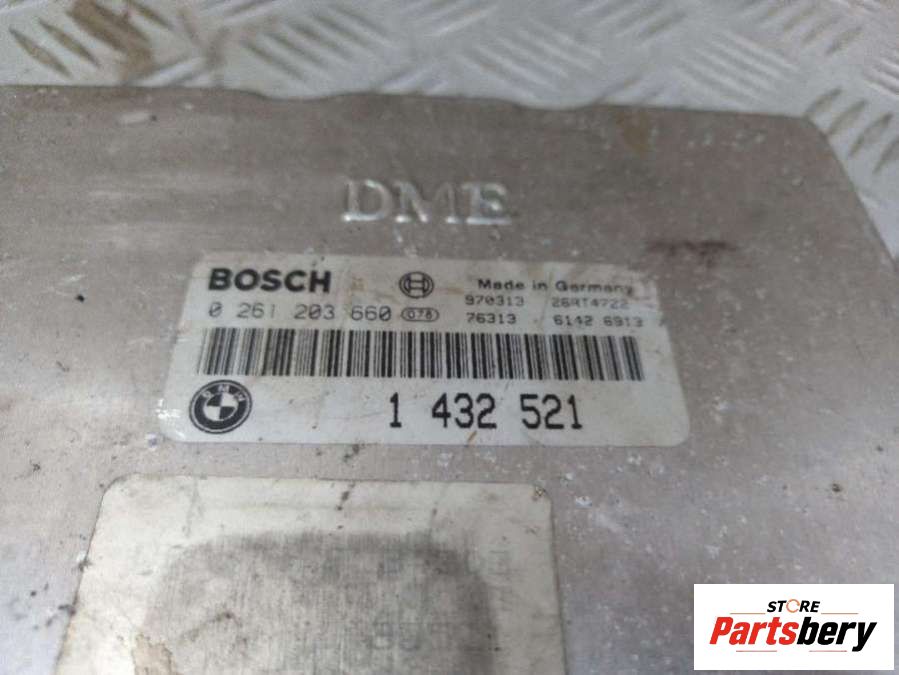 DME
BOSCH Made in Germany
970313 26RT4722
0 261 203 660 078 76313 6142 6913
BMW
1 432 521
STORE
Partsbery